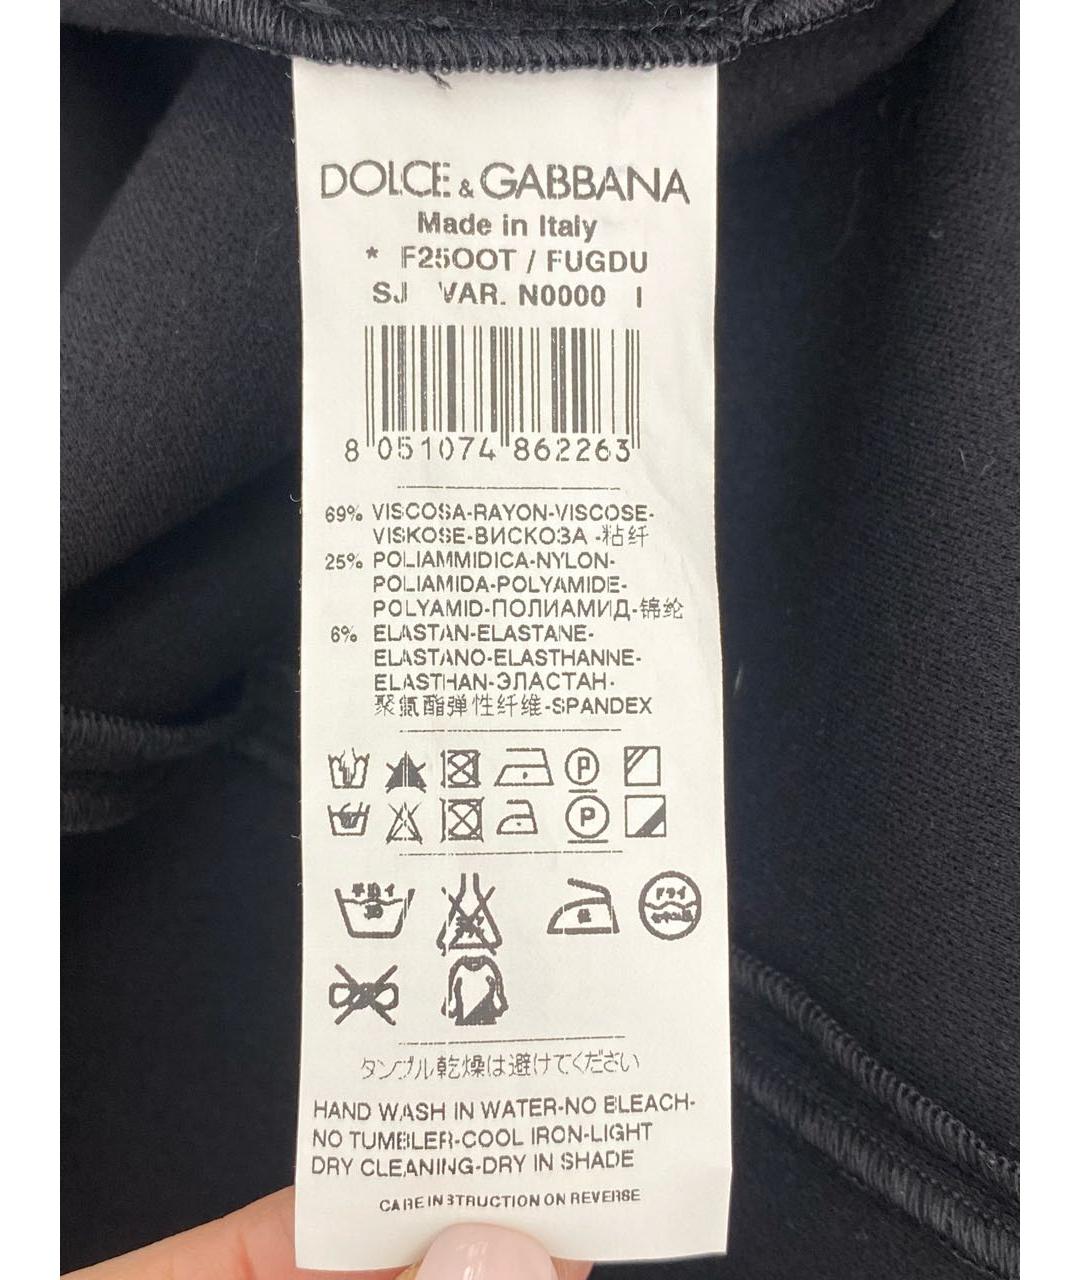 DOLCE & GABBANA
Made in Italy
* F25OOT / FUGDU
SJ VAR. N0000 I
8 051074 862263
69% VISCOSA-RAYON-VISCOSE-
VISKOSE-ВИСКОЗА -粘纤
25% POLIAMMIDICA-NYLON-
POLIAMIDA-POLYAMIDE-
POLYAMID-ПОЛИАМИД-锦纶
6% ELASTAN-ELASTANE-
ELASTANO-ELASTHANNE-
ELASTHAN-ЭЛАСТАН-
聚氨酯弹性纤维-SPANDEX
P
P
30
ドライ
タンブル乾燥は避けてください
HAND WASH IN WATER-NO BLEACH-
NO TUMBLER-COOL IRON-LIGHT
DRY CLEANING-DRY IN SHADE
CARE INSTRUCTION ON REVERSE